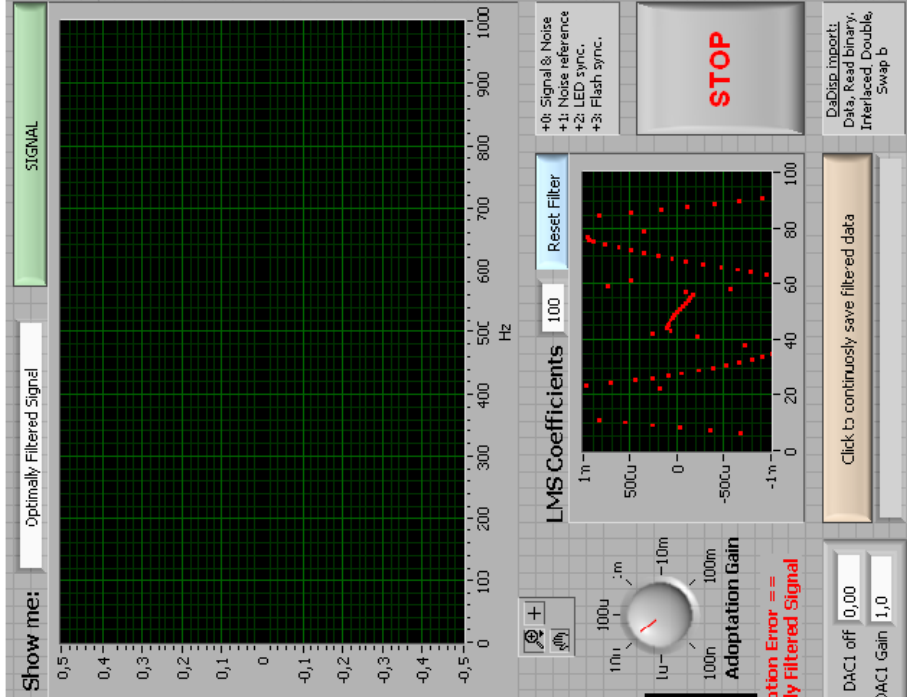 Show me:
Optimally Filtered Signal
SIGNAL
0,5
0,4
0,3
0,2
0,1
0
-0,1
-0,2
-0,3
-0,4
-0,5
0
100
200
300
400
500
600
700
800
900
1000
Hz
10u
100u
1m
1u
10m
100n
100m
Adoptation Gain
LMS Coefficients
100
Reset Filter
1m
500u
0
-500u
-1m
0
20
40
60
80
100
+0: Signal & Noise
+1: Noise reference
+2: LED sync.
+3: Flash sync.
STOP
Error ==
Filtered Signal
DAC1 off
0,00
DAC1 Gain
1,0
Click to continuosly save filtered data
DaDisp import:
Data, Read binary,
Interlaced, Double,
Swap b